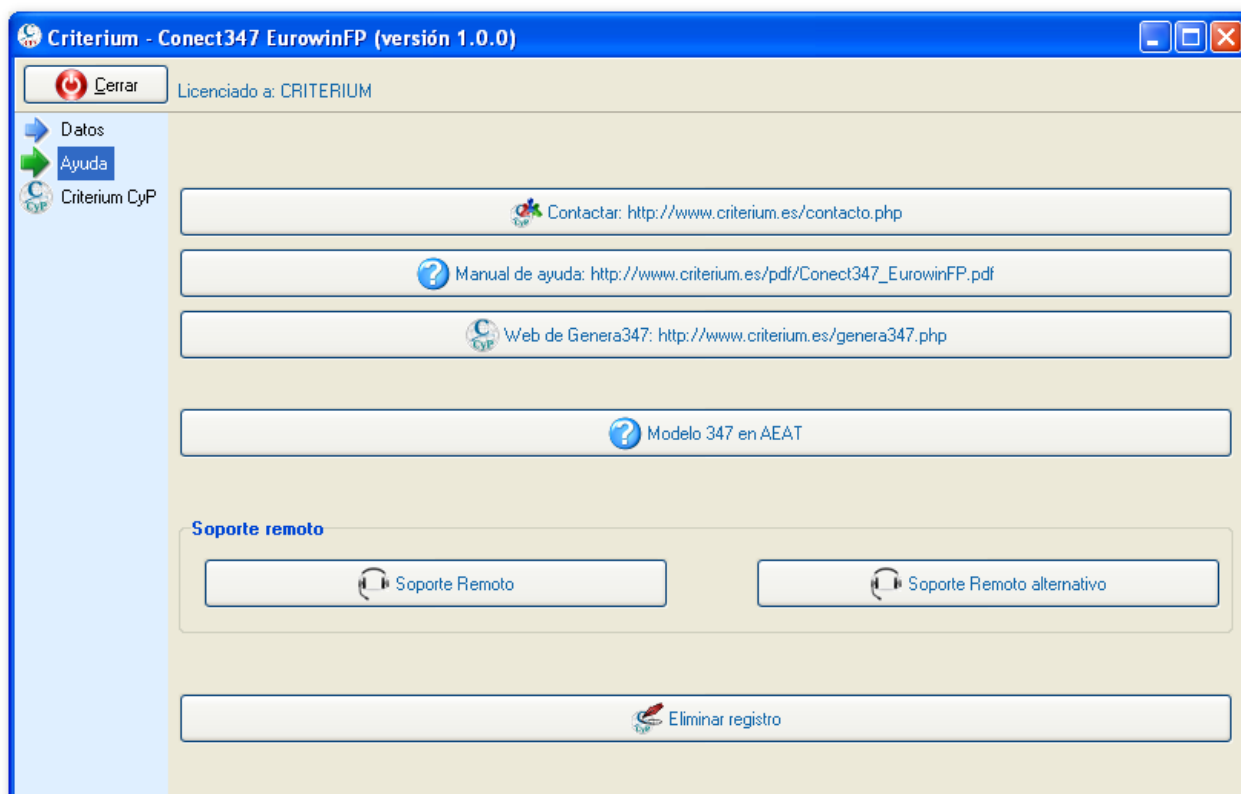 Criterium - Conect347 EurowinFP (versión 1.0.0)
Cerrar
Licenciado a: CRITERIUM
Datos
Ayuda
Criterium CyP
Contactar: http://www.criterium.es/contacto.php
Manual de ayuda: http://www.criterium.es/pdf/Conect347_EurowinFP.pdf
Web de Genera347: http://www.criterium.es/genera347.php
Modelo 347 en AEAT
Soporte remoto
Soporte Remoto
Soporte Remoto alternativo
Eliminar registro